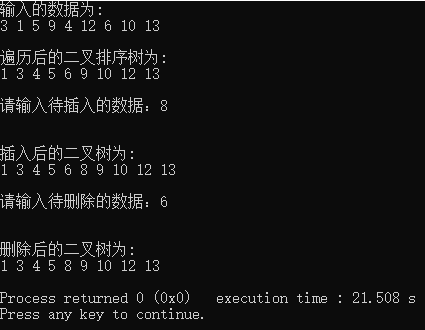 输入的数据为:
3 1 5 9 4 12 6 10 13
遍历后的二叉排序树为:
1 3 4 5 6 9 10 12 13
请输入待插入的数据：8
插入后的二叉树为:
1 3 4 5 6 8 9 10 12 13
请输入待删除的数据：6
删除后的二叉树为:
1 3 4 5 8 9 10 12 13
Process returned 0 (0x0)   execution time : 21.508 s
Press any key to continue.